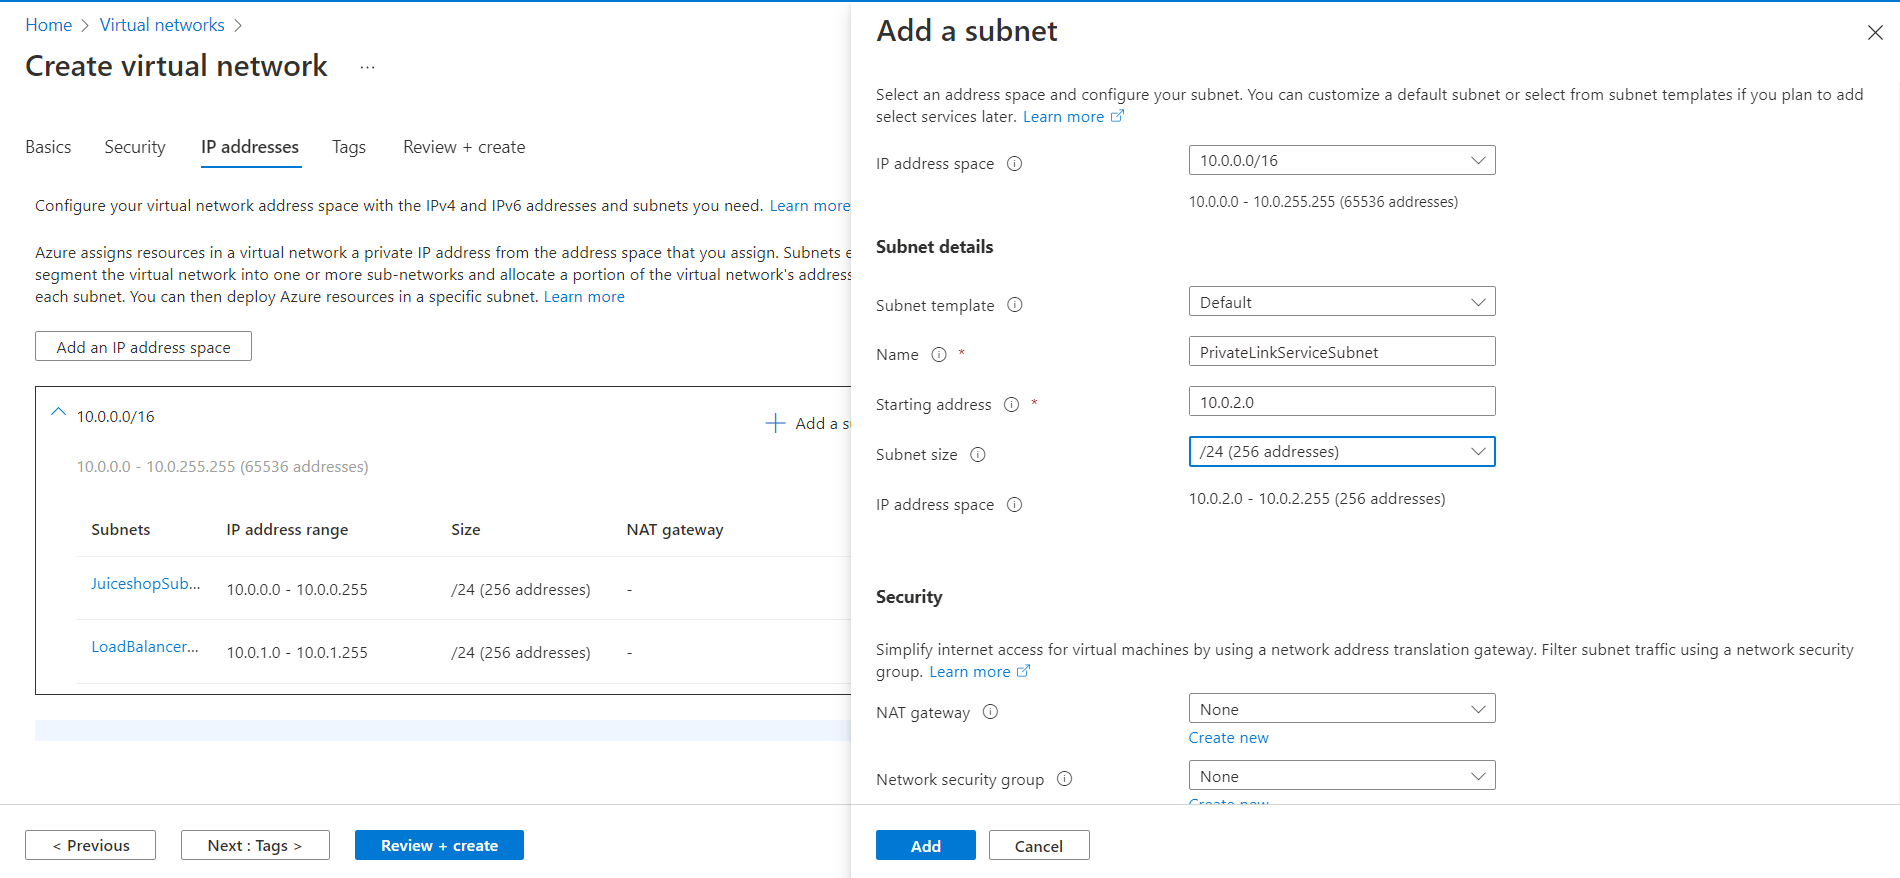 Home > Virtual networks >
Create virtual network ...
Basics Security IP addresses Tags Review + create
Configure your virtual network address space with the IPv4 and IPv6 addresses and subnets you need. Learn more
Azure assigns resources in a virtual network a private IP address from the address space that you assign. Subnets
segment the virtual network into one or more sub-networks and allocate a portion of the virtual network's address
each subnet. You can then deploy Azure resources in a specific subnet. Learn more
Add an IP address space
10.0.0.0/16
Add a s
10.0.0.0 - 10.0.255.255 (65536 addresses)
Subnets IP address range Size NAT gateway
JuiceshopSub... 10.0.0.0 - 10.0.0.255 /24 (256 addresses) -
LoadBalancer... 10.0.1.0 - 10.0.1.255 /24 (256 addresses) -
< Previous Next : Tags > Review + create
Add a subnet
Select an address space and configure your subnet. You can customize a default subnet or select from subnet templates if you plan to add
select services later. Learn more
IP address space 10.0.0.0/16
10.0.0.0 - 10.0.255.255 (65536 addresses)
Subnet details
Subnet template Default
Name * PrivateLinkServiceSubnet
Starting address * 10.0.2.0
Subnet size /24 (256 addresses)
IP address space 10.0.2.0 - 10.0.2.255 (256 addresses)
Security
Simplify internet access for virtual machines by using a network address translation gateway. Filter subnet traffic using a network security
group. Learn more
NAT gateway None
Create new
Network security group None
Create new
Add Cancel